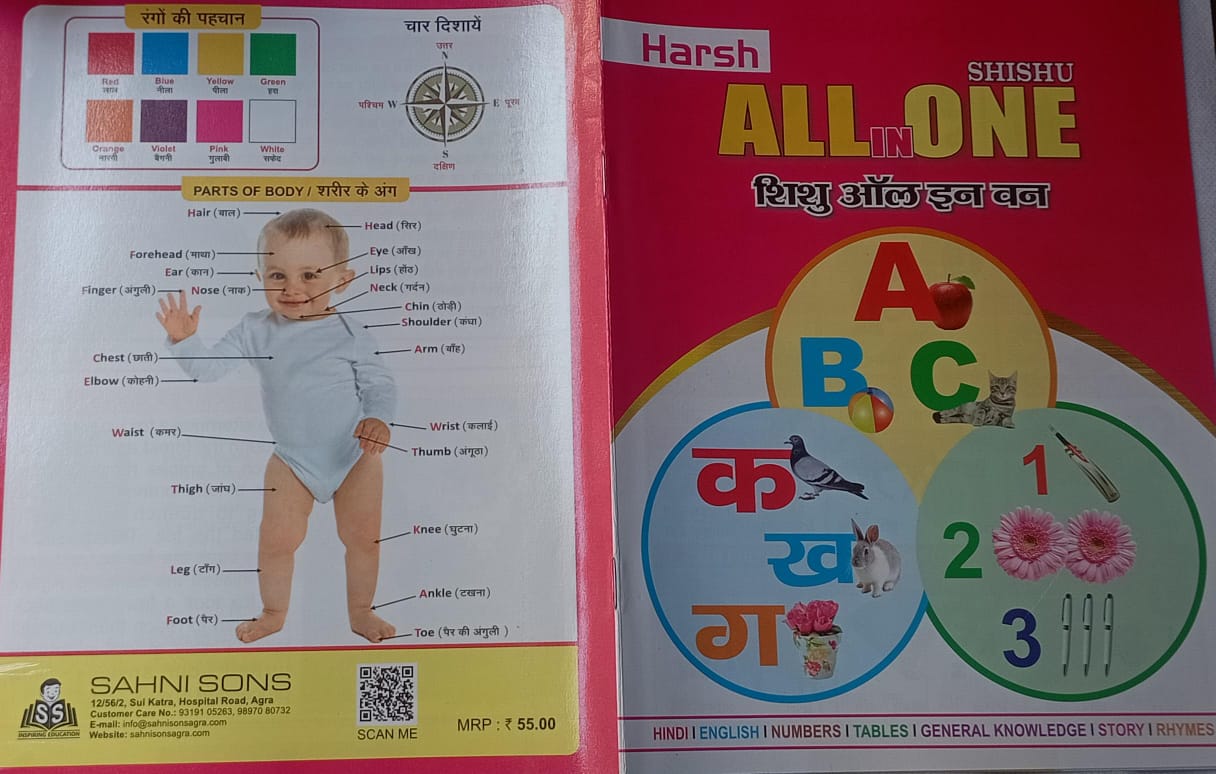 रंगों की पहचान
Red Blue Yellow Green
लाल नीला पीला हरा
Orange Violet Pink White
नारंगी बैंगनी गुलाबी सफेद
चार दिशायें
उत्तर
N
पश्चिम W E पूरब
S
दक्षिण
PARTS OF BODY / शरीर के अंग
Hair (बाल)
Head (सिर)
Forehead (माथा)
Eye (आँख)
Ear (कान)
Lips (होंठ)
Finger (अंगुली)
Nose (नाक)
Neck (गर्दन)
Chin (ठोड़ी)
Shoulder (कंधा)
Arm (बाँह)
Chest (छाती)
Elbow (कोहनी)
Wrist (कलाई)
Waist (कमर)
Thumb (अंगूठा)
Thigh (जांघ)
Knee (घुटना)
Leg (टाँग)
Ankle (टखना)
Foot (पैर)
Toe (पैर की अंगुली )
SS
INSPIRING EDUCATION
SAHNI SONS
12/56/2, Sui Katra, Hospital Road, Agra
Customer Care No.: 93191 05263, 98970 80732
E-mail: info@sahnisonsagra.com
Website: sahnisonsagra.com
SCAN ME
MRP : ₹ 55.00
Harsh
SHISHU
ALL IN ONE
शिशु ऑल इन वन
A
B C
क
ख
ग
1
2
3
HINDI I ENGLISH I NUMBERS I TABLES I GENERAL KNOWLEDGE I STORY I RHYMES